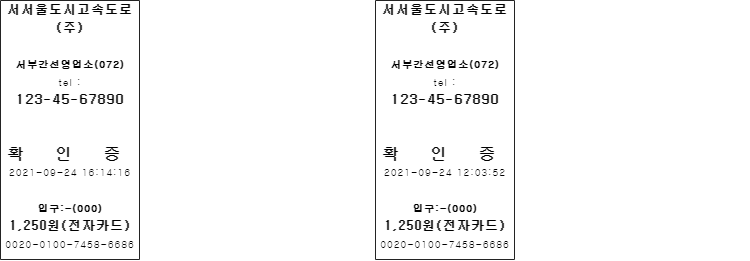 서서울도시고속도로
(주)
서부간선영업소(072)
tel :
123-45-67890
확 인 증
2021-09-24 16:14:16
입구:-(000)
1,250원(전자카드)
0020-0100-7458-6686
서서울도시고속도로
(주)
서부간선영업소(072)
tel :
123-45-67890
확 인 증
2021-09-24 12:03:52
입구:-(000)
1,250원(전자카드)
0020-0100-7458-6686